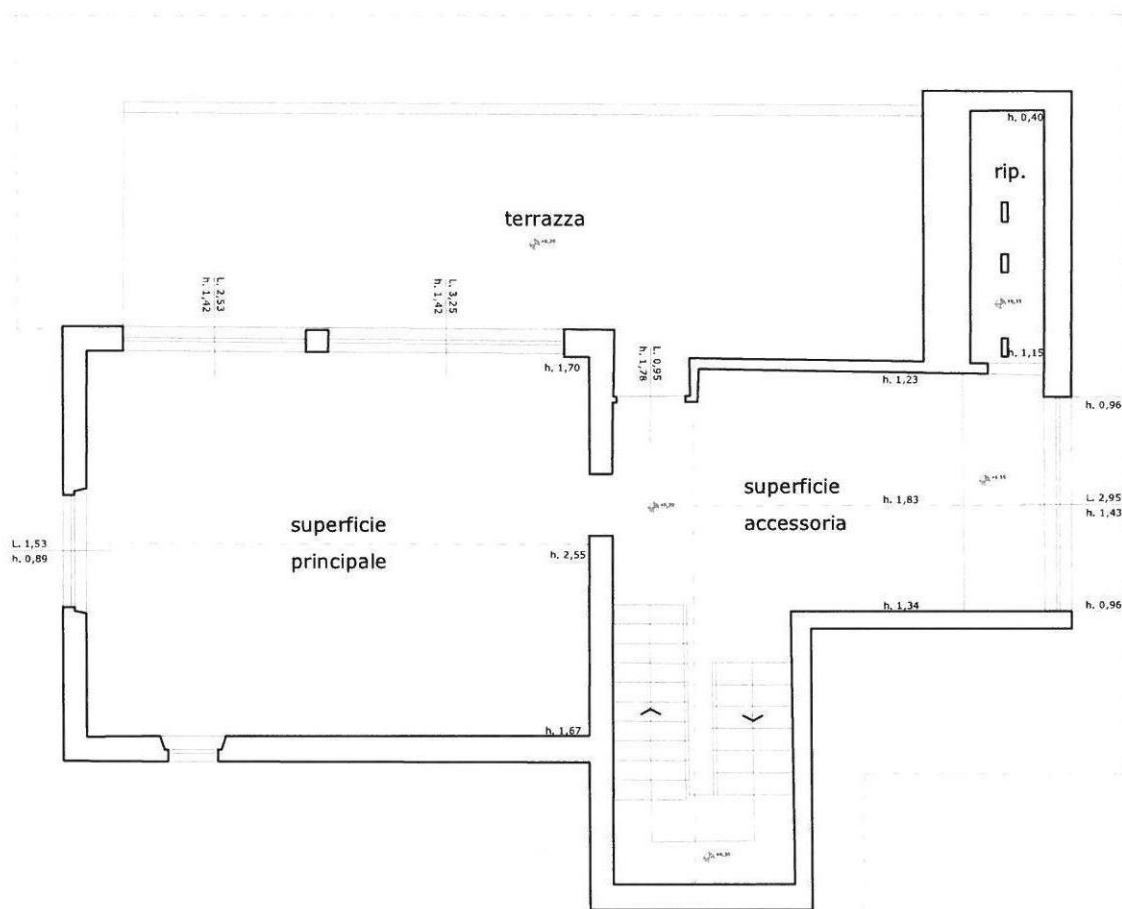 h. 0,40
rip.
terrazza
L. 2,53
h. 1,42
L. 3,25
h. 1,42
h. 1,15
h. 1,70
L. 0,95
h. 1,78
h. 1,23
h. 0,96
superficie
accessoria
h. 1,83
L. 2,95
h. 1,43
superficie
principale
L. 1,53
h. 0,89
h. 2,55
h. 1,34
h. 0,96
h. 1,67